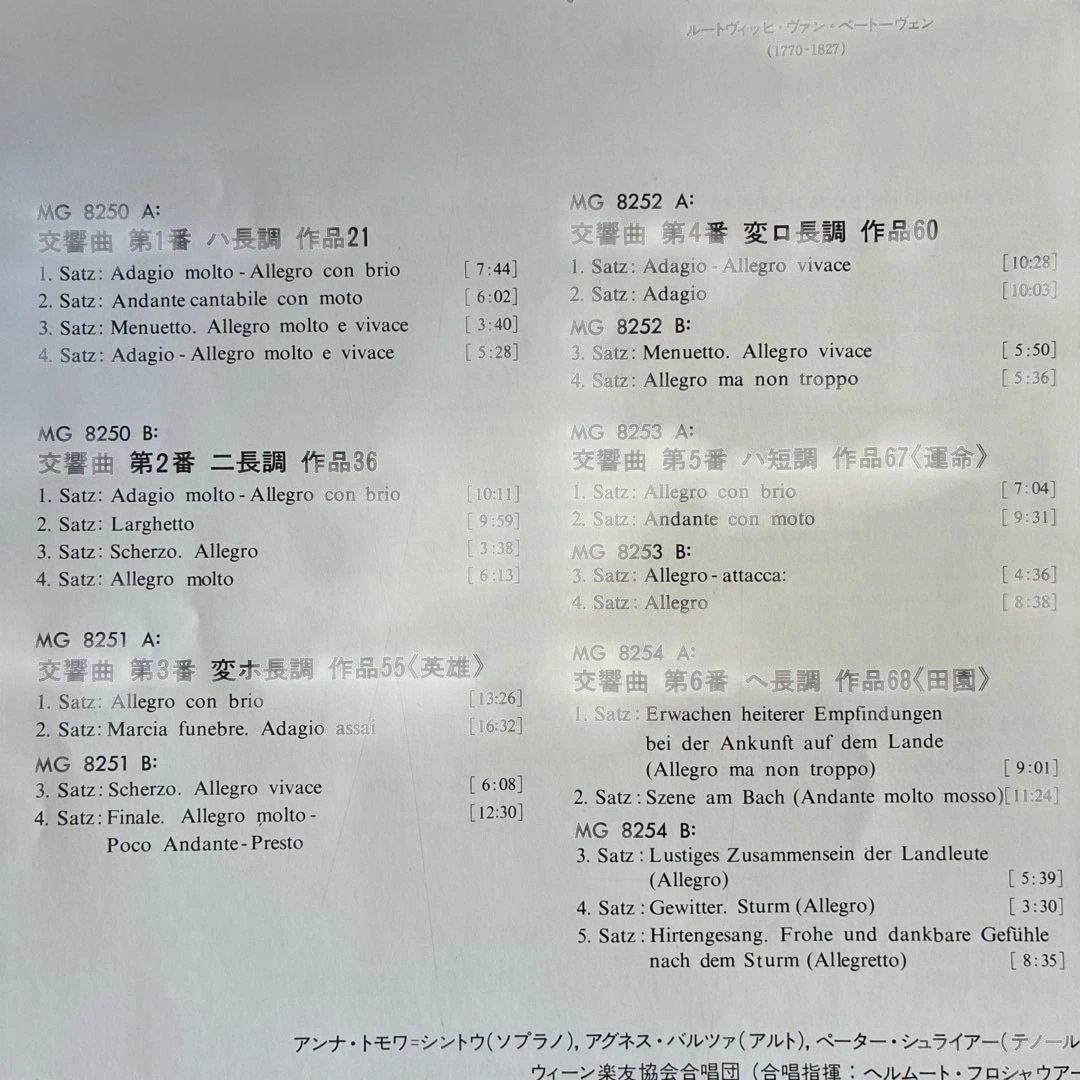 ルートヴィッヒ・ヴァン・ベートーヴェン
(1770-1827)
MG 8250 A:
交響曲 第1番 ハ長調 作品21
1. Satz: Adagio molto - Allegro con brio [ 7:44]
2. Satz: Andante cantabile con moto [ 6:02]
3. Satz: Menuetto. Allegro molto e vivace [ 3:40]
4. Satz: Adagio - Allegro molto e vivace [ 5:28]
MG 8250 B:
交響曲 第2番 ニ長調 作品36
1. Satz: Adagio molto - Allegro con brio [10:11]
2. Satz: Larghetto [ 9:59]
3. Satz: Scherzo. Allegro [ 3:38]
4. Satz: Allegro molto [ 6:13]
MG 8251 A:
交響曲 第3番 変ホ長調 作品55《英雄》
1. Satz: Allegro con brio [13:26]
2. Satz: Marcia funebre. Adagio assai [16:32]
MG 8251 B:
3. Satz: Scherzo. Allegro vivace [ 6:08]
4. Satz: Finale. Allegro molto - [12:30]
Poco Andante - Presto
MG 8252 A:
交響曲 第4番 変ロ長調 作品60
1. Satz: Adagio - Allegro vivace [10:28]
2. Satz: Adagio [10:03]
MG 8252 B:
3. Satz: Menuetto. Allegro vivace [ 5:50]
4. Satz: Allegro ma non troppo [ 5:36]
MG 8253 A:
交響曲 第5番 ハ短調 作品67《運命》
1. Satz: Allegro con brio [ 7:04]
2. Satz: Andante con moto [ 9:31]
MG 8253 B:
3. Satz: Allegro - attacca: [ 4:36]
4. Satz: Allegro [ 8:38]
MG 8254 A:
交響曲 第6番 ヘ長調 作品68《田園》
1. Satz: Erwachen heiterer Empfindungen
bei der Ankunft auf dem Lande
(Allegro ma non troppo) [ 9:01]
2. Satz: Szene am Bach (Andante molto mosso) [11:24]
MG 8254 B:
3. Satz: Lustiges Zusammensein der Landleute
(Allegro) [ 5:39]
4. Satz: Gewitter. Sturm (Allegro) [ 3:30]
5. Satz: Hirtengesang. Frohe und dankbare Gefühle
nach dem Sturm (Allegretto) [ 8:35]
アンナ・トモワ=シントウ(ソプラノ), アグネス・バルツァ(アルト), ペーター・シュライアー(テノール
ウィーン楽友協会合唱団 (合唱指揮：ヘルムート・フロシャウアー